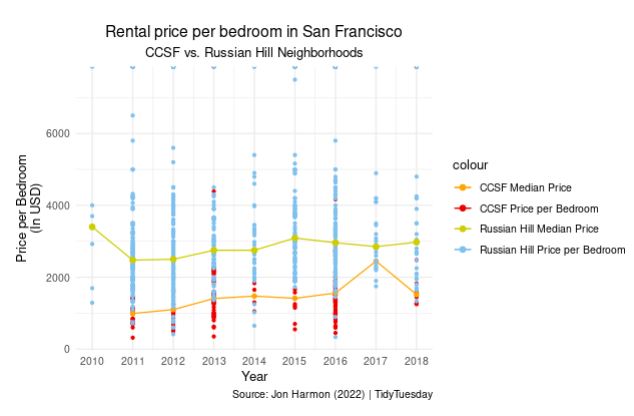 Rental price per bedroom in San Francisco
CCSF vs. Russian Hill Neighborhoods
Price per Bedroom
(In USD)
6000
4000
2000
0
2010 2011 2012 2013 2014 2015 2016 2017 2018
Year
colour
CCSF Median Price
CCSF Price per Bedroom
Russian Hill Median Price
Russian Hill Price per Bedroom
Source: Jon Harmon (2022) | TidyTuesday